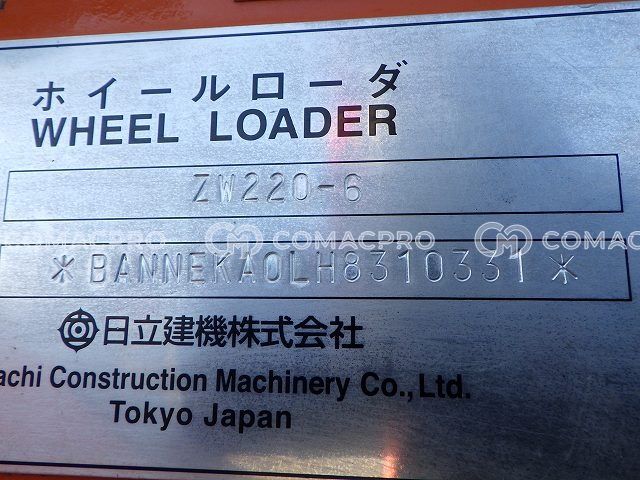 ホイールローダ
WHEEL LOADER
ZW220-6
COMACPRO COMACPRO COMACPRO
*BANNEKA0LH8310331*
日立建機株式会社
achi Construction Machinery Co., Ltd.
Tokyo Japan